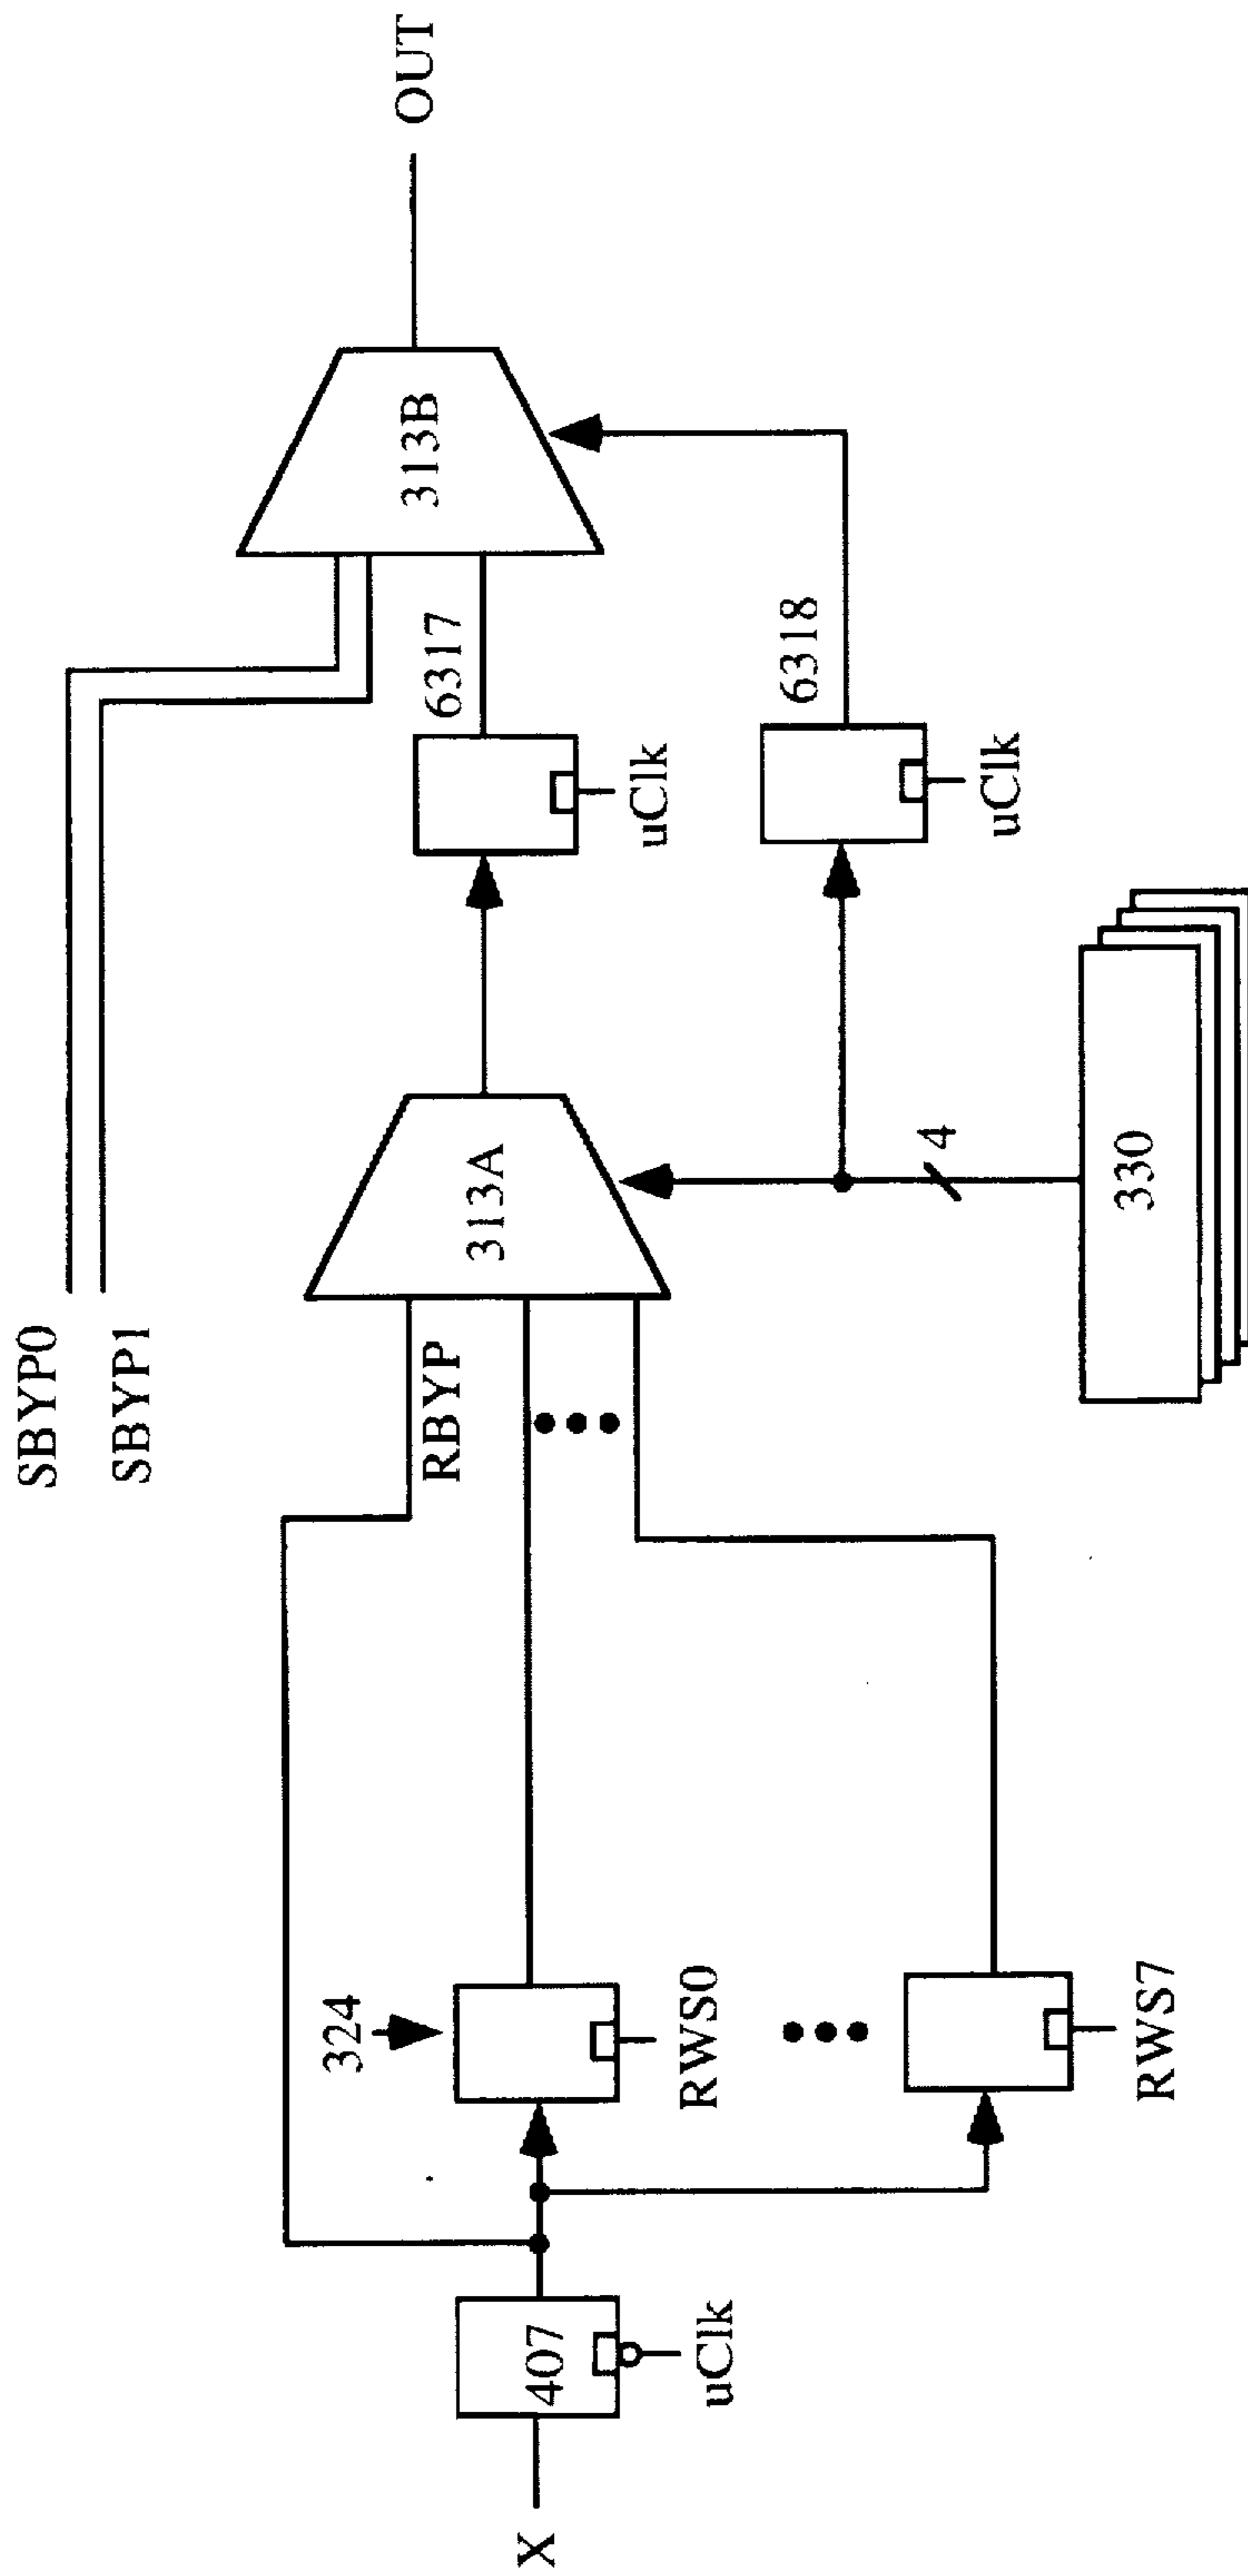 SBYP0
SBYP1
OUT
RBYP
313A
313B
6317
uClk
6318
uClk
4
330
324
RWS0
RWS7
X
407
uClk